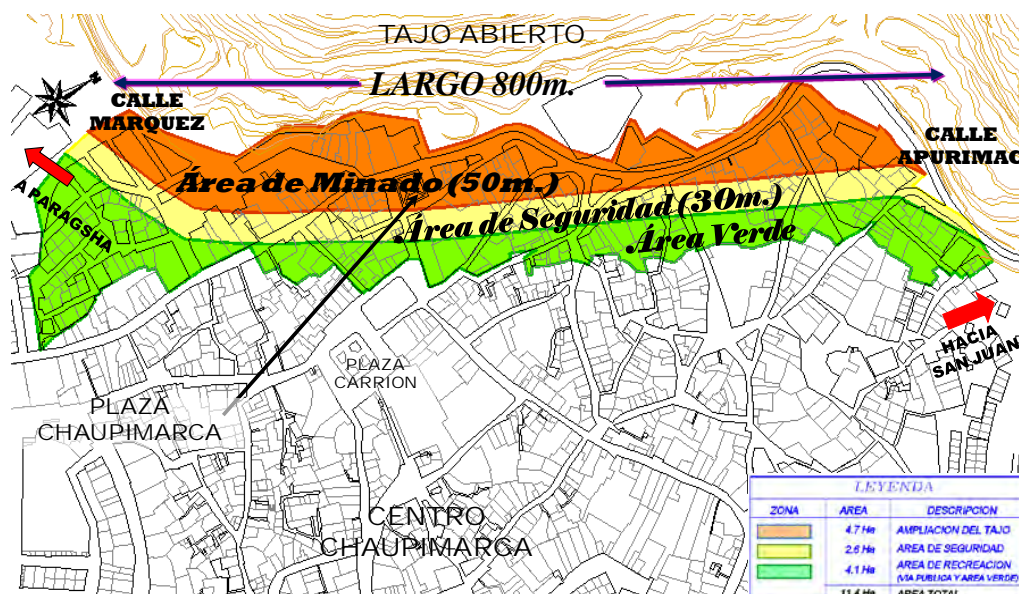 TAJO ABIERTO
LARGO 800m.
N
CALLE
MARQUEZ
CALLE
APURIMAC
A PARAGSHA
Área de Minado (50m.)
Área de Seguridad (30m.)
Área Verde
HACIA
SAN JUAN
PLAZA
CARRION
PLAZA
CHAUPIMARCA
CENTRO
CHAUPIMARCA
LEYENDA
ZONA AREA DESCRIPCION
4.7 Ha AMPLIACION DEL TAJO
2.6 Ha AREA DE SEGURIDAD
4.1 Ha AREA DE RECREACION
(VIA PUBLICA Y AREA VERDE)
11.4 Ha AREA TOTAL